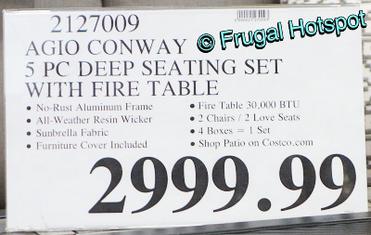 2127009
© Frugal Hotspot
AGIO CONWAY
5 PC DEEP SEATING SET
WITH FIRE TABLE
• No-Rust Aluminum Frame
• All-Weather Resin Wicker
• Sunbrella Fabric
• Furniture Cover Included
• Fire Table 30,000 BTU
• 2 Chairs / 2 Love Seats
• 4 Boxes = 1 Set
• Shop Patio on Costco.com
2999.99